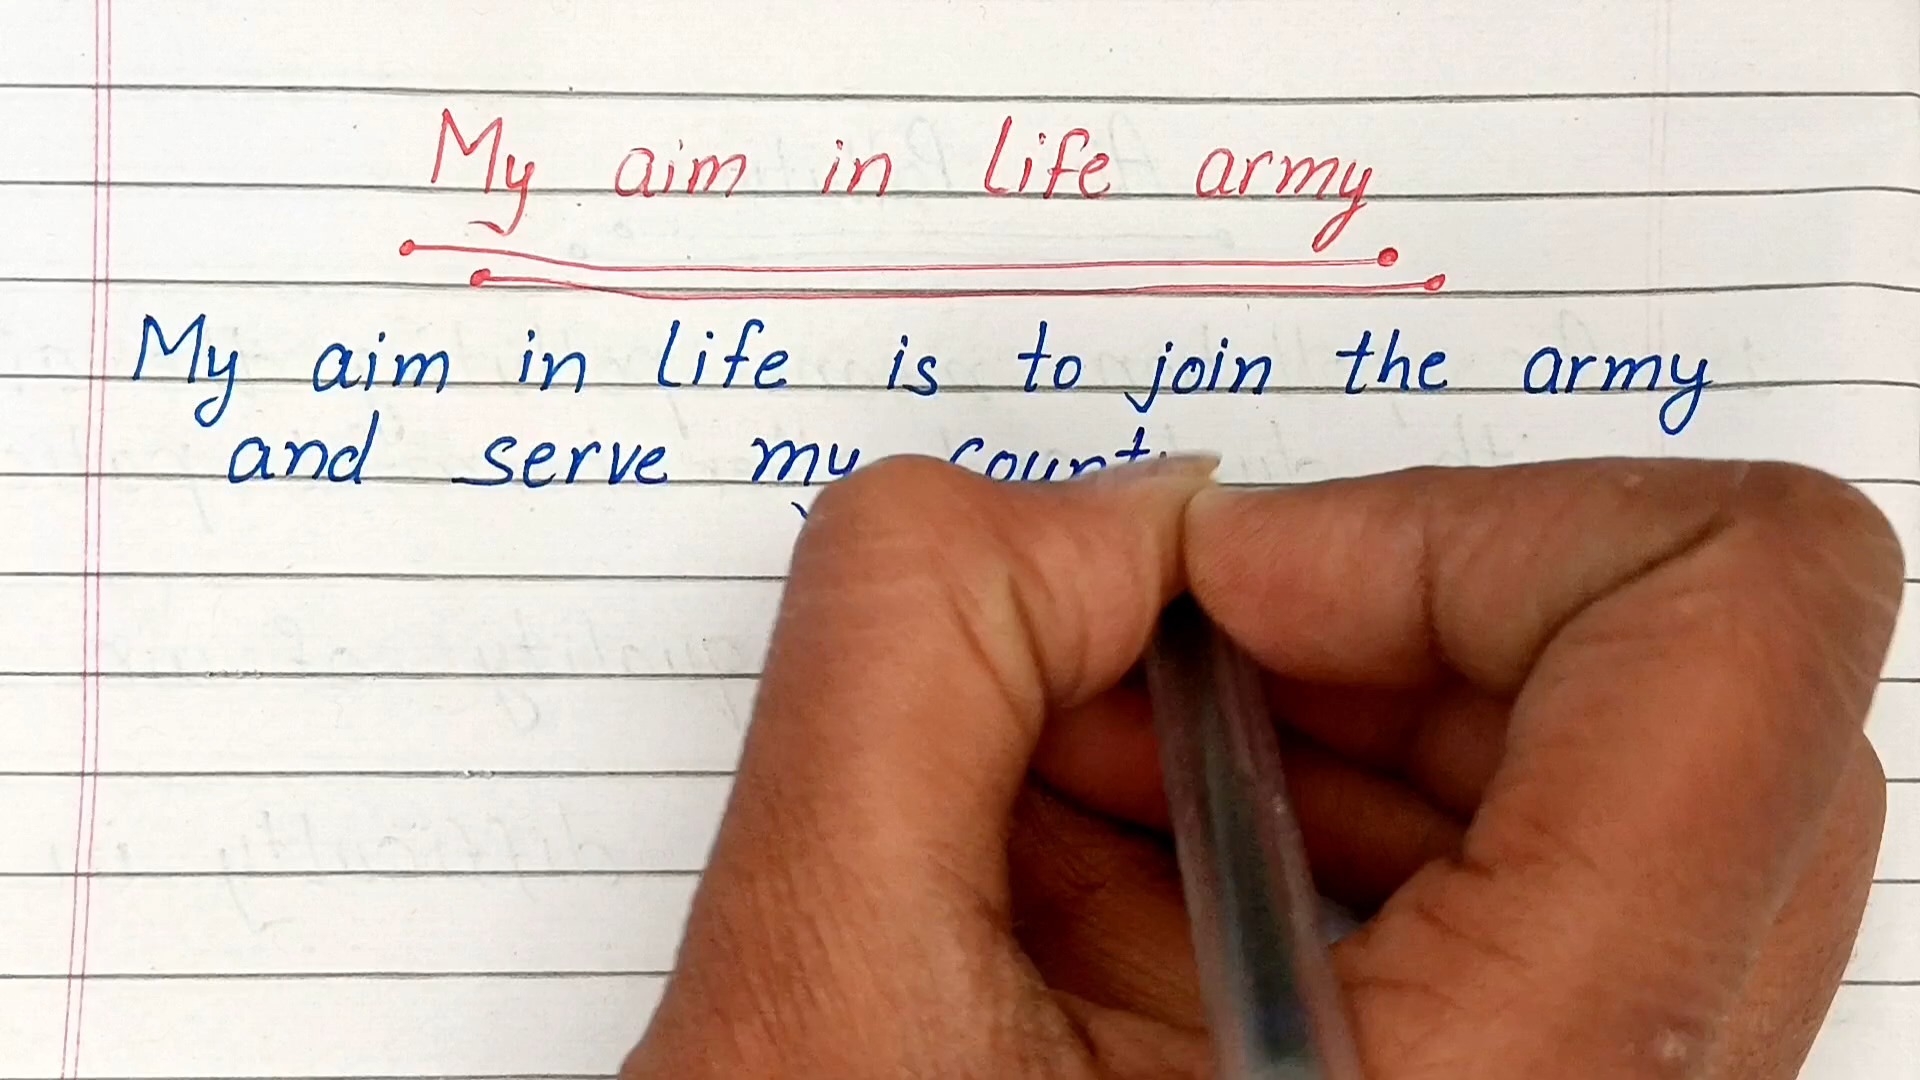 My aim in life army
My aim in life is to join the army
and serve my